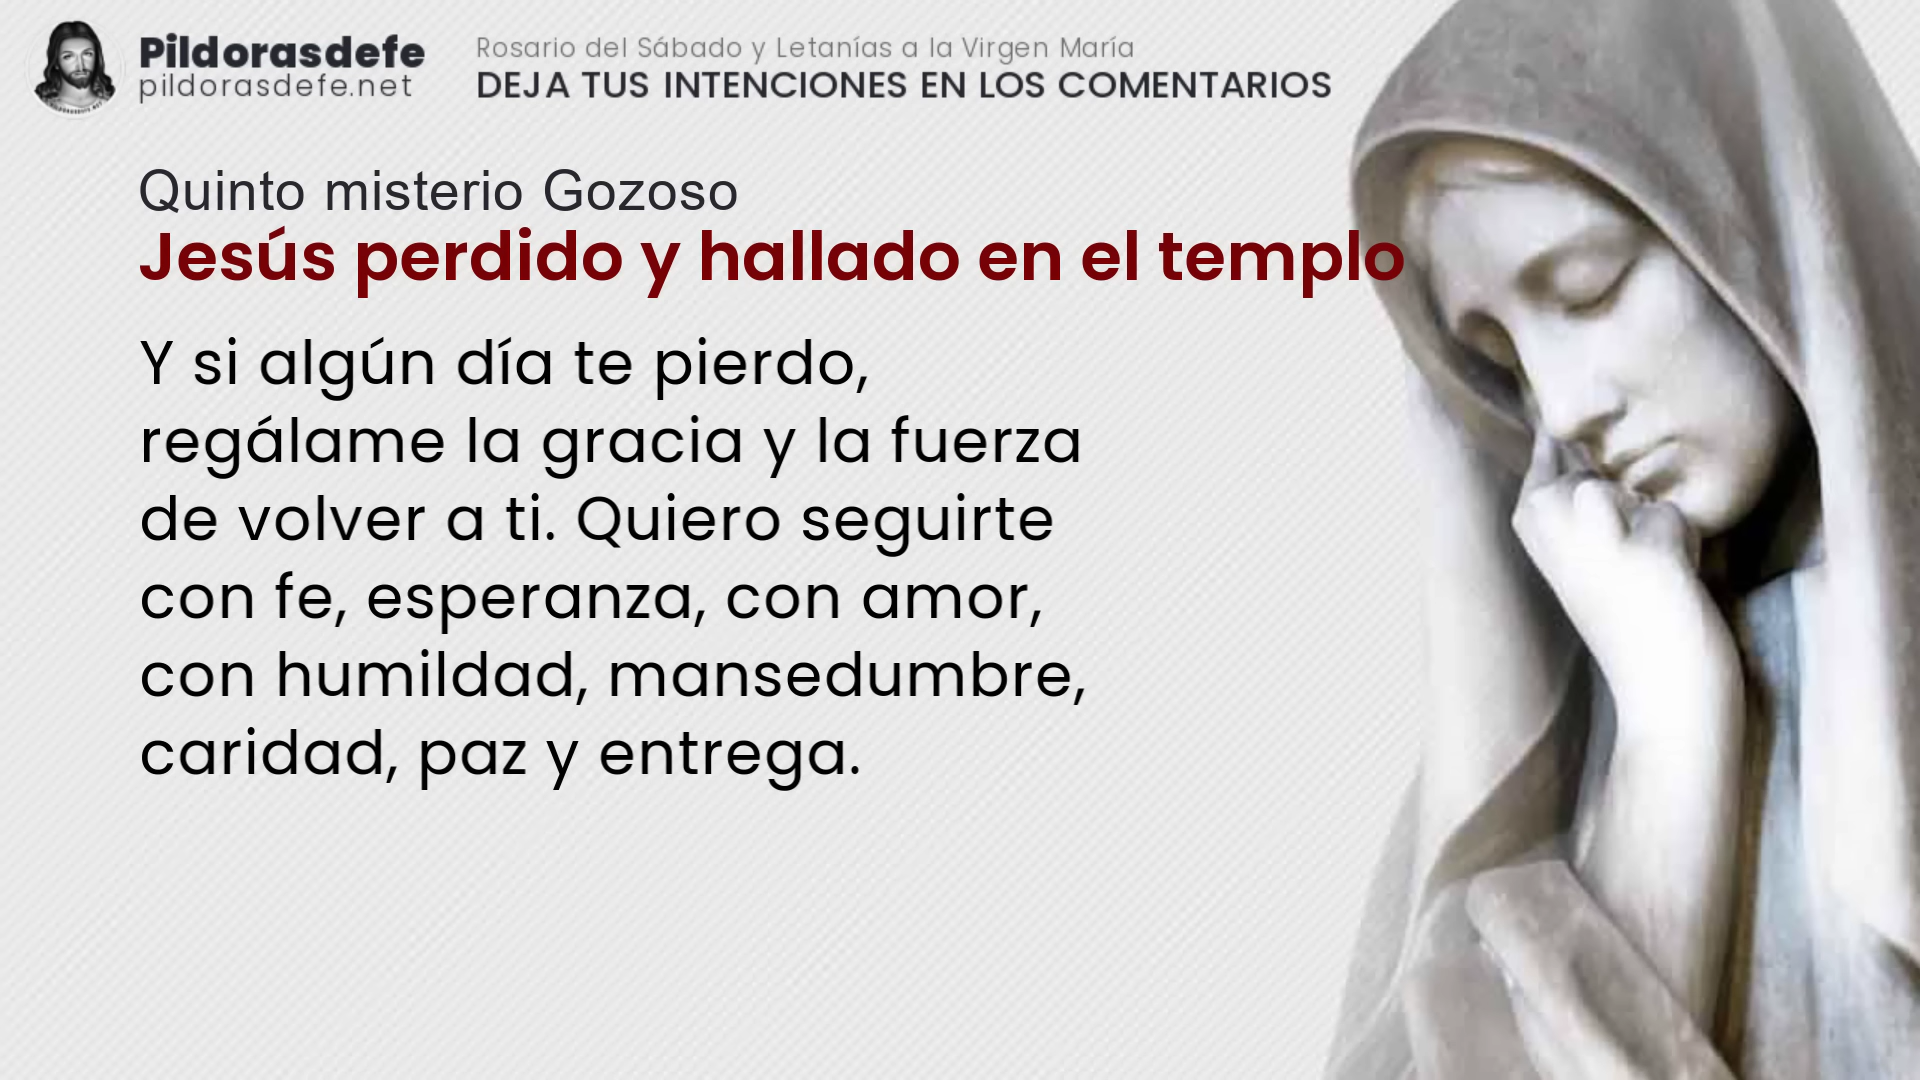 Pildorasdefe
pildorasdefe.net
Rosario del Sábado y Letanías a la Virgen María
DEJA TUS INTENCIONES EN LOS COMENTARIOS
Quinto misterio Gozoso
Jesús perdido y hallado en el templo
Y si algún día te pierdo,
regálame la gracia y la fuerza
de volver a ti. Quiero seguirte
con fe, esperanza, con amor,
con humildad, mansedumbre,
caridad, paz y entrega.